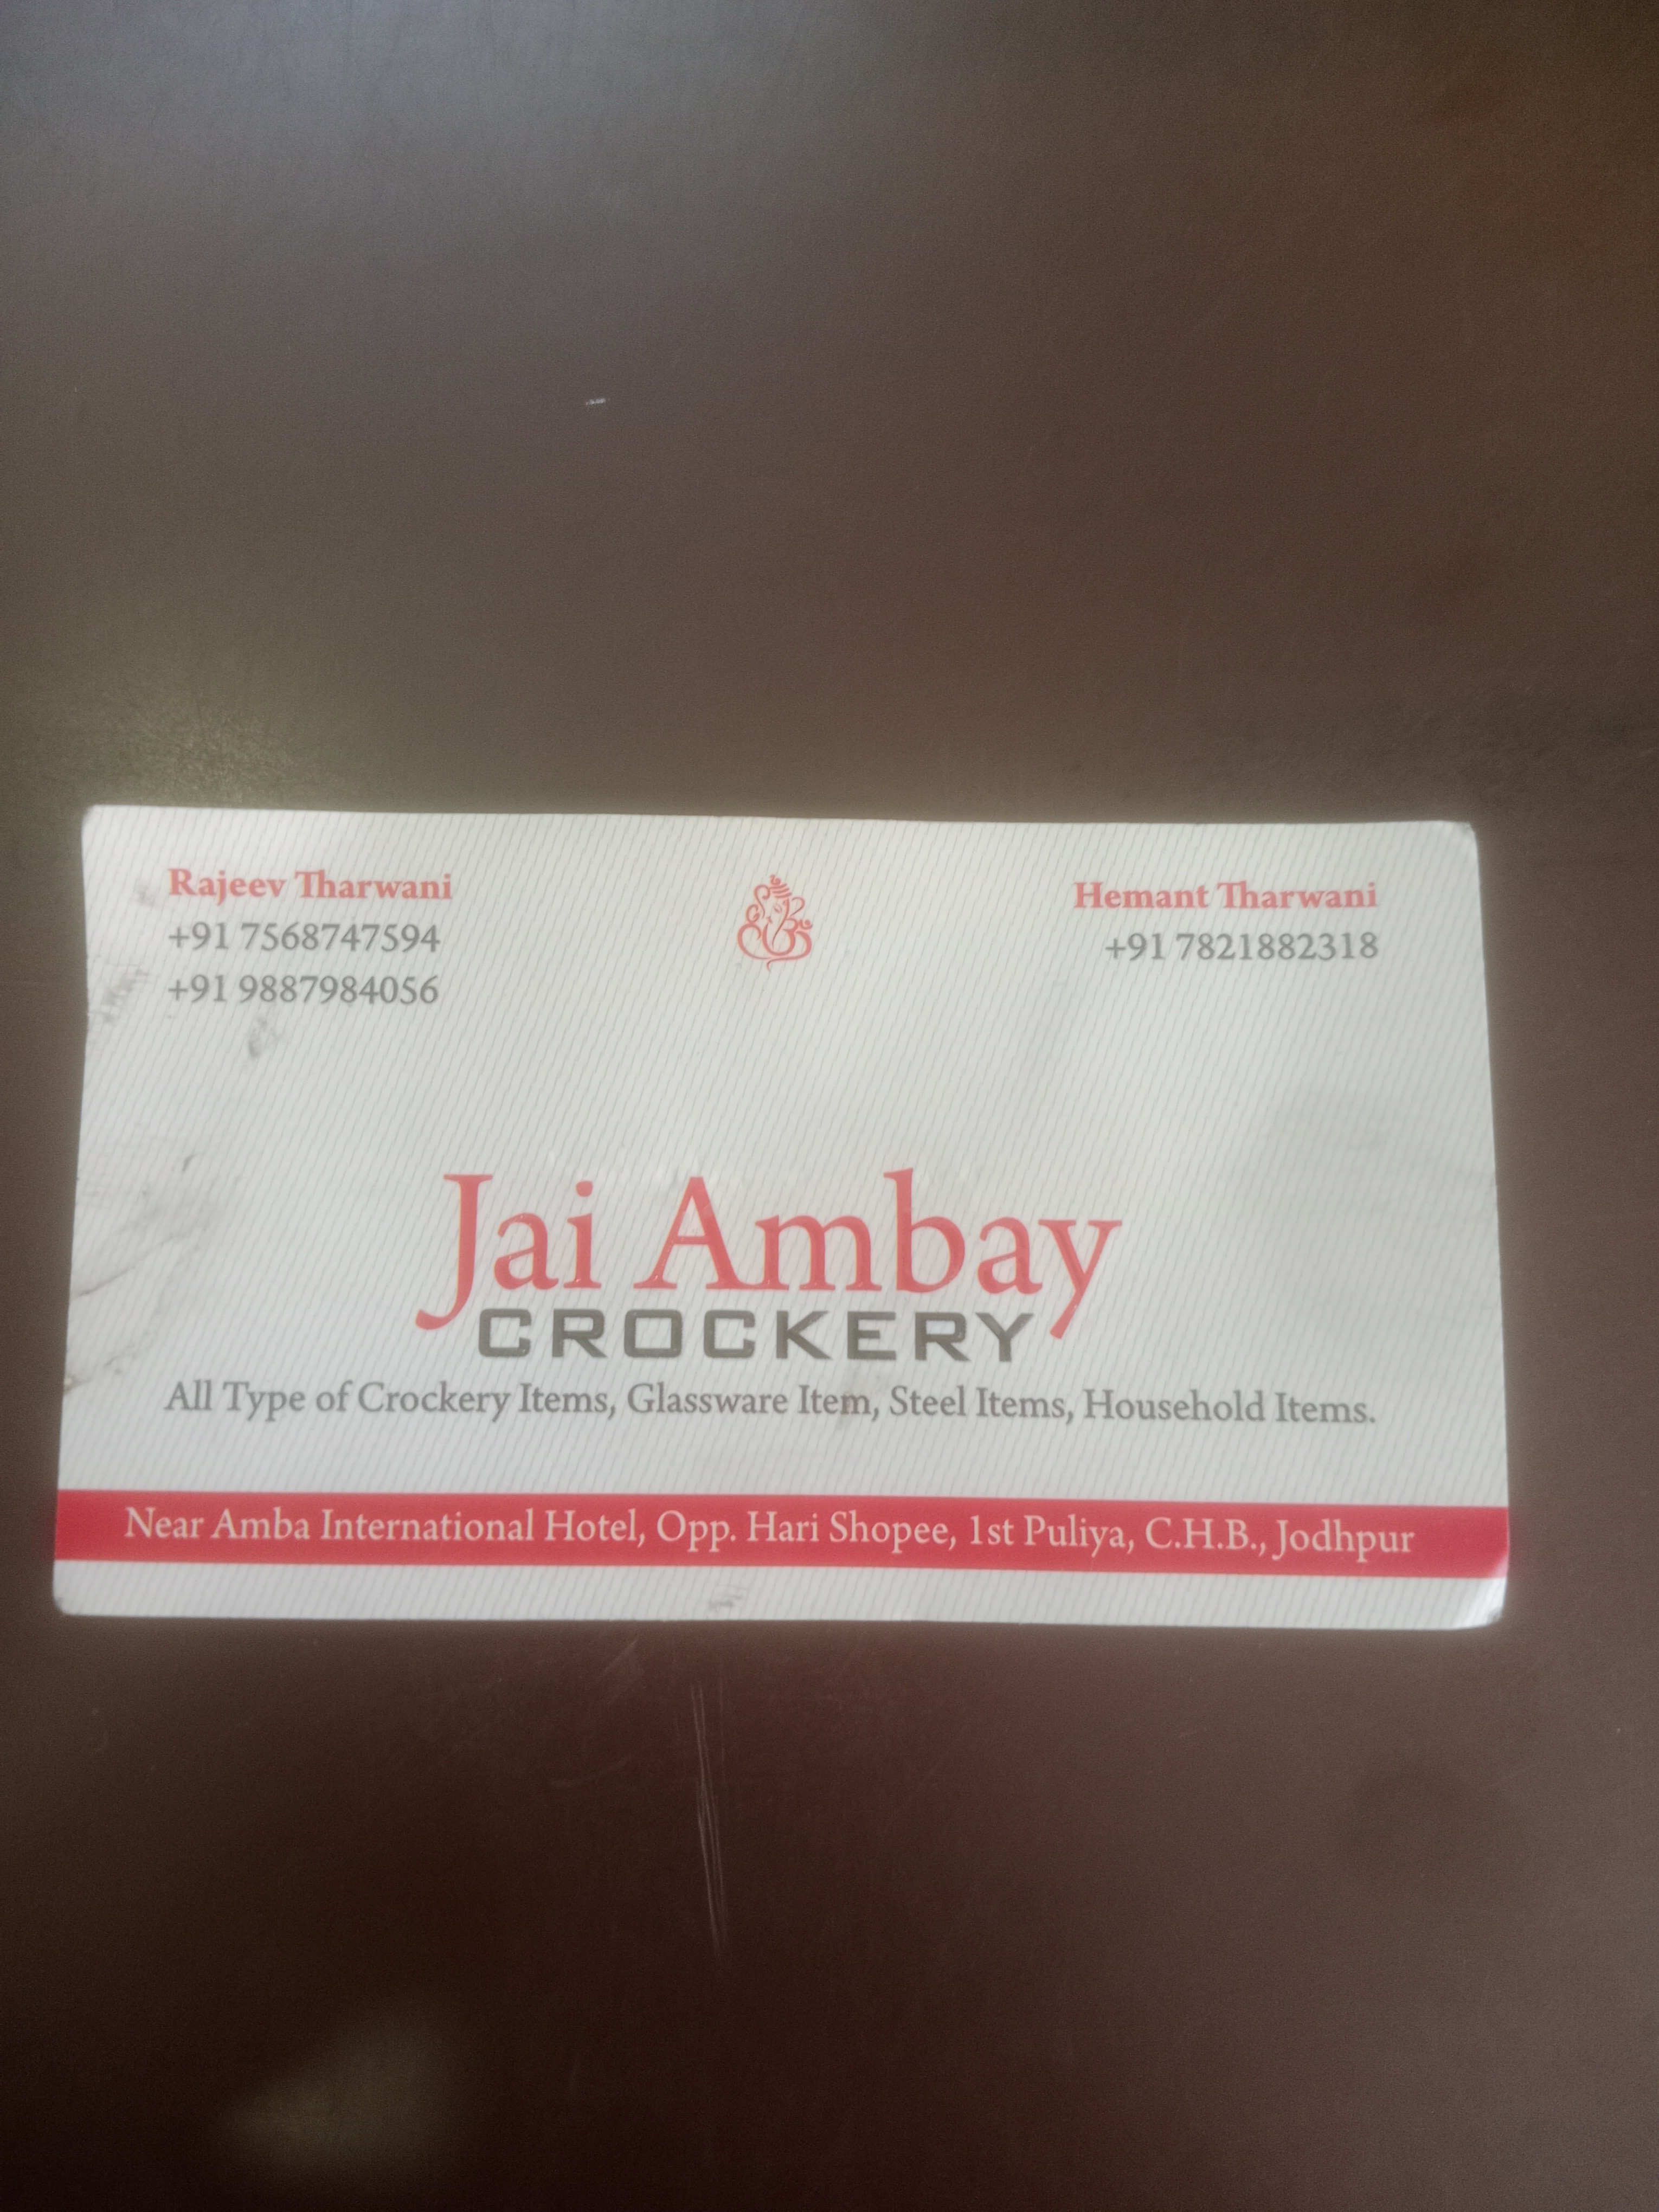 Rajeev Tharwani
+91 7568747594
+91 9887984056
Hemant Tharwani
+91 7821882318
Jai Ambay
CROCKERY
All Type of Crockery Items, Glassware Item, Steel Items, Household Items.
Near Amba International Hotel, Opp. Hari Shopee, 1st Puliya, C.H.B., Jodhpur